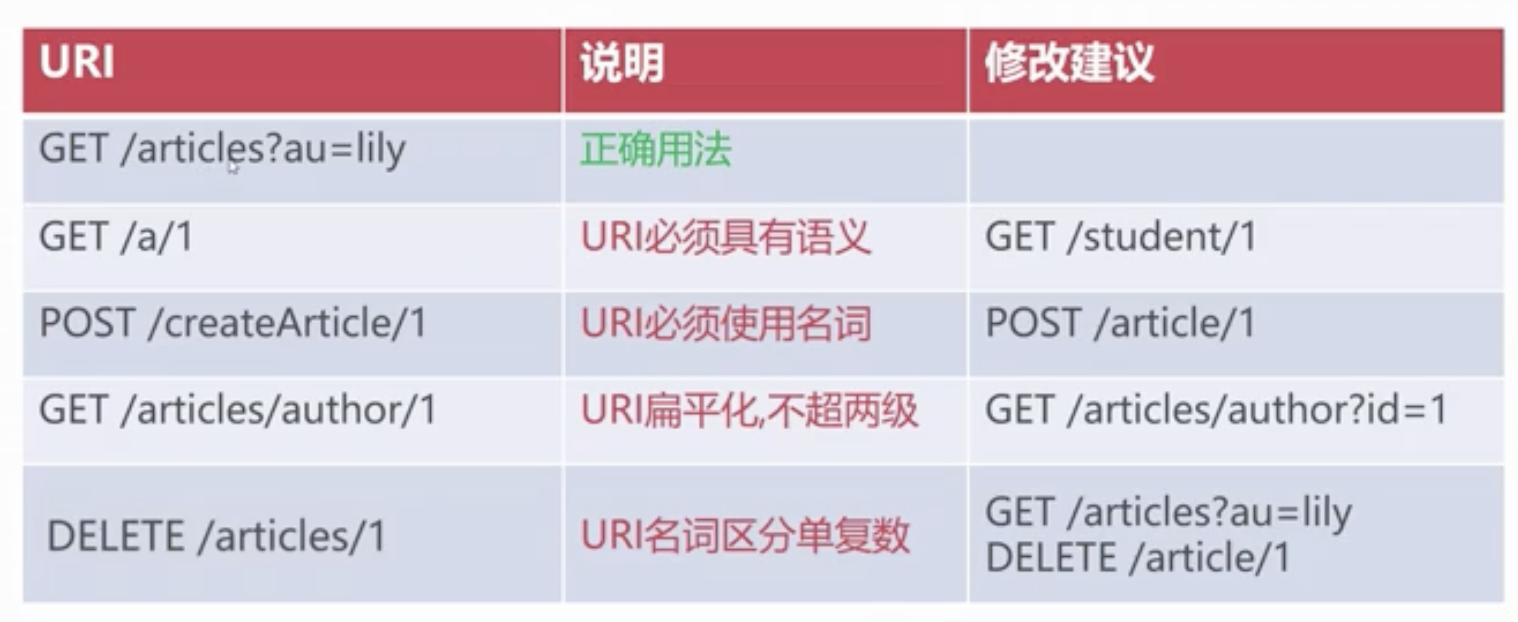 URI 说明 修改建议
GET /articles?au=lily 正确用法
GET /a/1 URI必须具有语义 GET /student/1
POST /createArticle/1 URI必须使用名词 POST /article/1
GET /articles/author/1 URI扁平化,不超两级 GET /articles/author?id=1
DELETE /articles/1 URI名词区分单复数 GET /articles?au=lily
DELETE /article/1